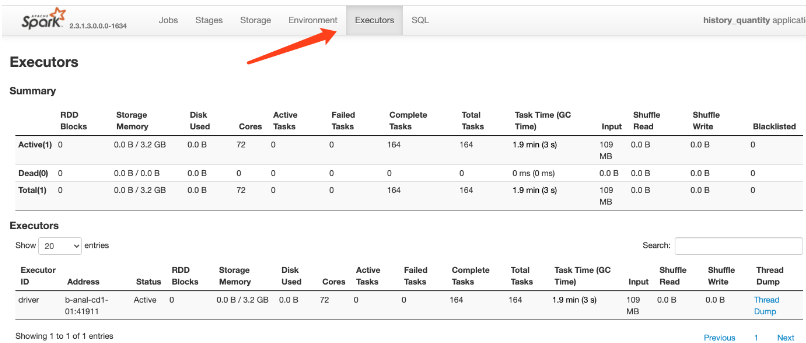 APACHE Spark 2.3.1.3.0.0.0-1634 Jobs Stages Storage Environment Executors SQL history_quantity applicati
Executors
Summary
RDD Blocks Storage Memory Disk Used Cores Active Tasks Failed Tasks Complete Tasks Total Tasks Task Time (GC Time) Input Shuffle Read Shuffle Write Blacklisted
Active(1) 0 0.0 B / 3.2 GB 0.0 B 72 0 0 164 164 1.9 min (3 s) 109 MB 0.0 B 0.0 B 0
Dead(0) 0 0.0 B / 0.0 B 0.0 B 0 0 0 0 0 0 ms (0 ms) 0.0 B 0.0 B 0.0 B 0
Total(1) 0 0.0 B / 3.2 GB 0.0 B 72 0 0 164 164 1.9 min (3 s) 109 MB 0.0 B 0.0 B 0
Executors
Show 20 entries Search:
Executor ID Address Status RDD Blocks Storage Memory Disk Used Cores Active Tasks Failed Tasks Complete Tasks Total Tasks Task Time (GC Time) Input Shuffle Read Shuffle Write Thread Dump
driver b-anal-cd1-01:41911 Active 0 0.0 B / 3.2 GB 0.0 B 72 0 0 164 164 1.9 min (3 s) 109 MB 0.0 B 0.0 B Thread Dump
Showing 1 to 1 of 1 entries Previous 1 Next